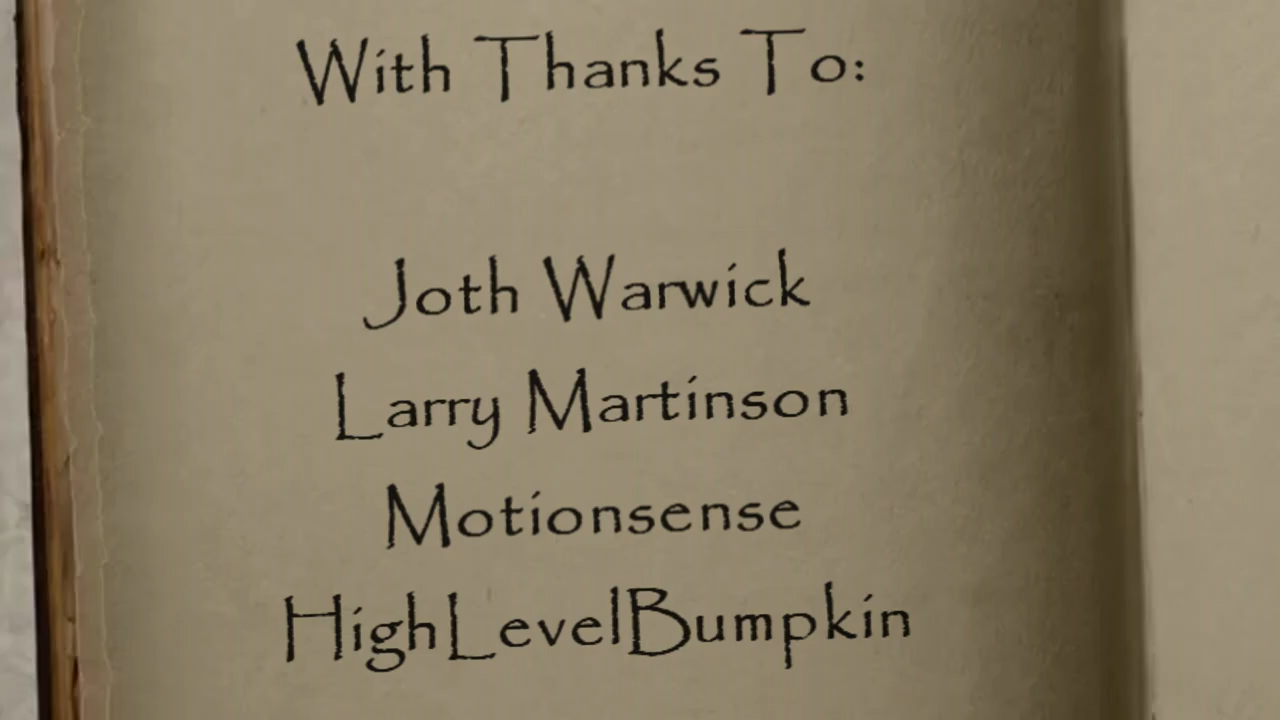 With Thanks To:
Joth Warwick
Larry Martinson
Motionsense
HighLevelBumpkin